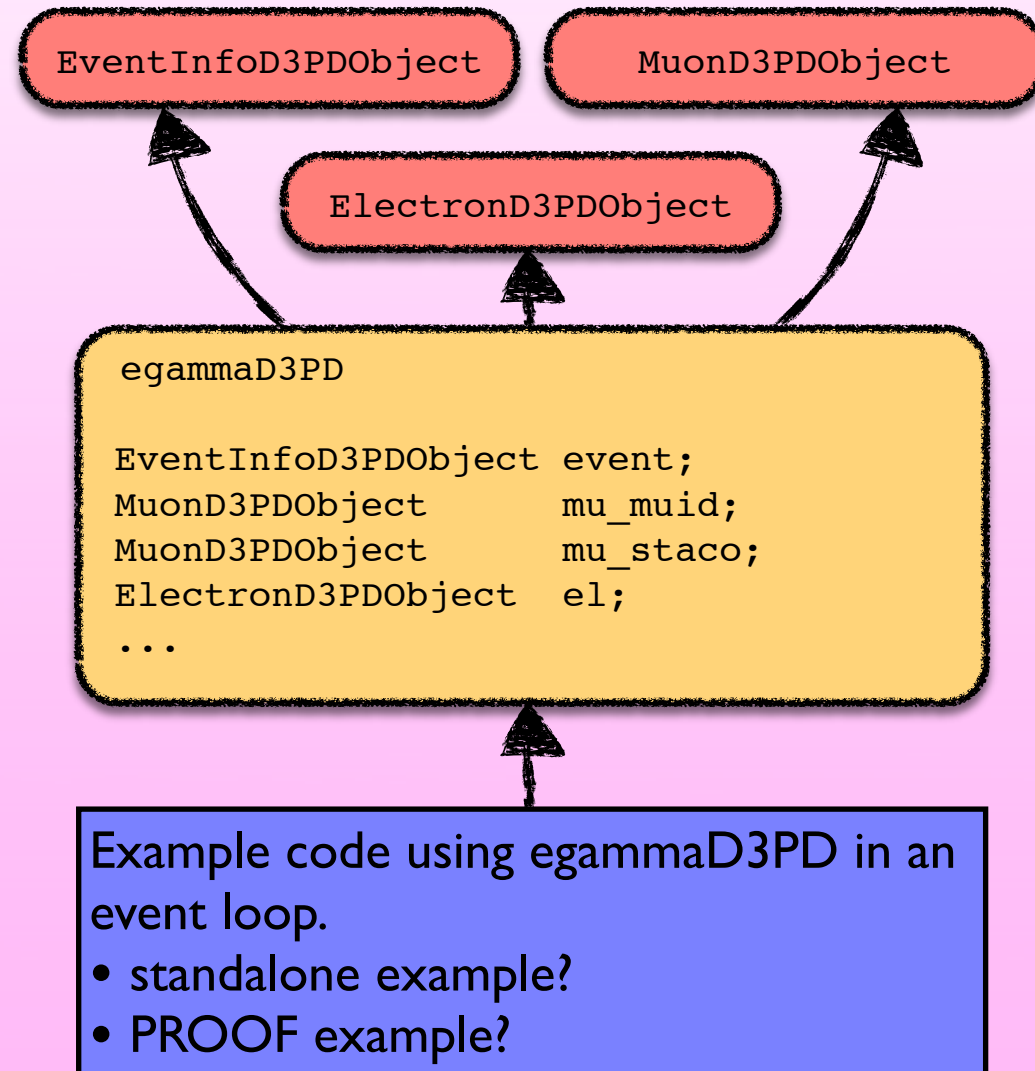 EventInfoD3PDObject
MuonD3PDObject
ElectronD3PDObject
egammaD3PD
EventInfoD3PDObject event;
MuonD3PDObject mu_muid;
MuonD3PDObject mu_staco;
ElectronD3PDObject el;
...
Example code using egammaD3PD in an
event loop.
• standalone example?
• PROOF example?